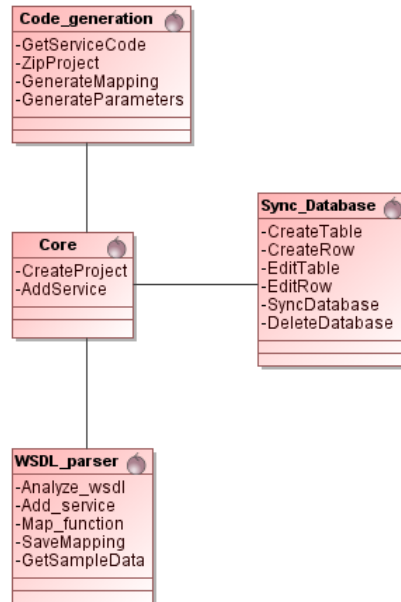 Code_generation
-GetServiceCode
-ZipProject
-GenerateMapping
-GenerateParameters
Core
-CreateProject
-AddService
Sync_Database
-CreateTable
-CreateRow
-EditTable
-EditRow
-SyncDatabase
-DeleteDatabase
WSDL_parser
-Analyze_wsdl
-Add_service
-Map_function
-SaveMapping
-GetSampleData